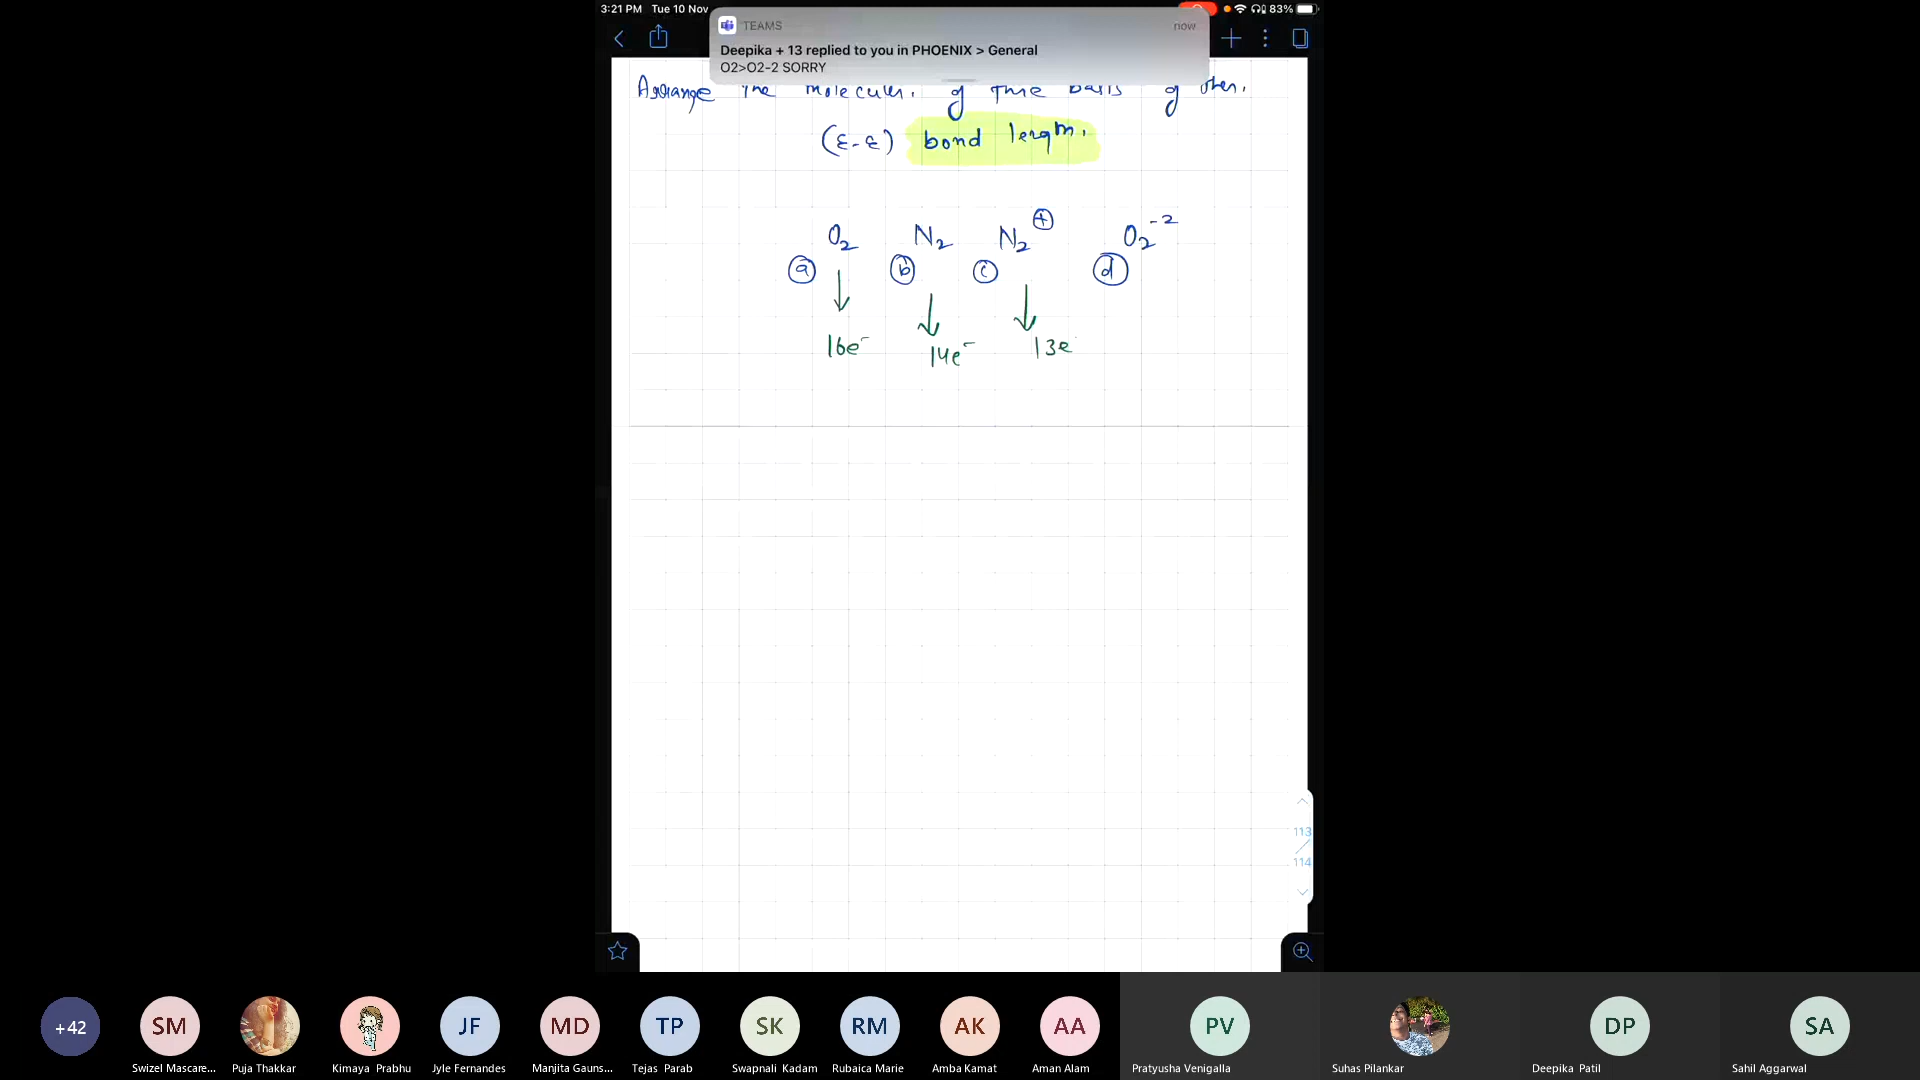 3:21 PM Tue 10 Nov
83%
TEAMS
now
Deepika + 13 replied to you in PHOENIX > General
O2>O2-2 SORRY
Arrange the molecules. of the basis of
(ε-ε) bond length.
O₂ N₂ N₂⊕ O₂⁻²
ⓐ ⓑ ⓒ ⓓ
16e⁻ 14e⁻ 13e
113
114
+42
SM
JF
MD
TP
SK
RM
AK
AA
PV
DP
SA
Swizel Mascare...
Puja Thakkar
Kimaya Prabhu
Jyle Fernandes
Manjita Gauns...
Tejas Parab
Swapnali Kadam
Rubaica Marie
Amba Kamat
Aman Alam
Pratyusha Venigalla
Suhas Pilankar
Deepika Patil
Sahil Aggarwal